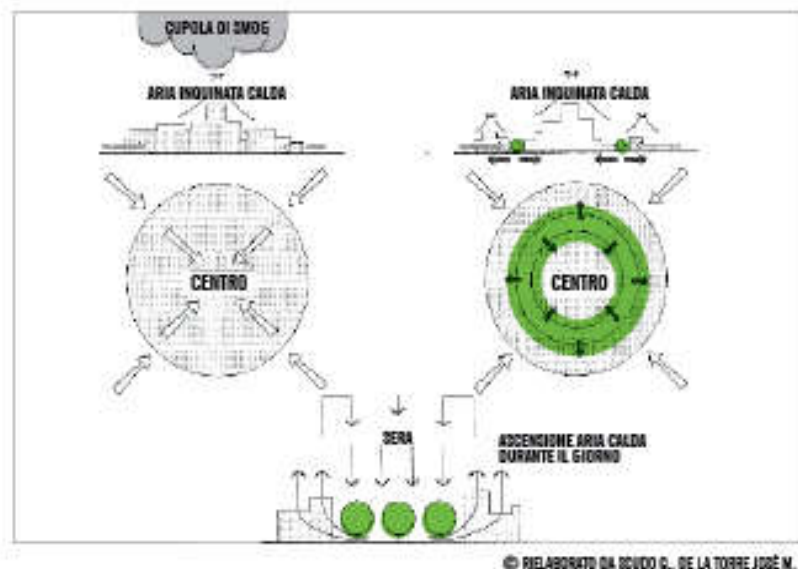 CUPOLA DI SMOG
ARIA INQUINATA CALDA
ARIA INQUINATA CALDA
CENTRO
CENTRO
SERA
ASCENSIONE ARIA CALDA
DURANTE IL GIORNO
© RIELABORATO DA SCUDO G., DE LA TORRE JOSÈ M.